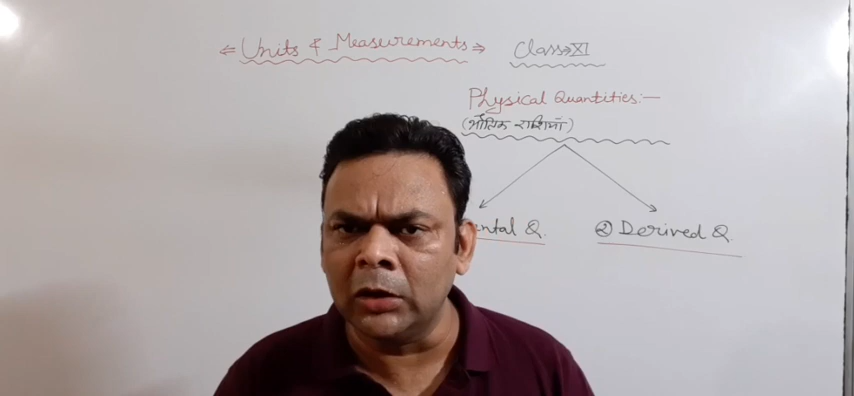 ⇐ Units & Measurements ⇒ Class→XI
Physical Quantities:—
(भौतिक राशियाँ)
ental Q. ② Derived Q.